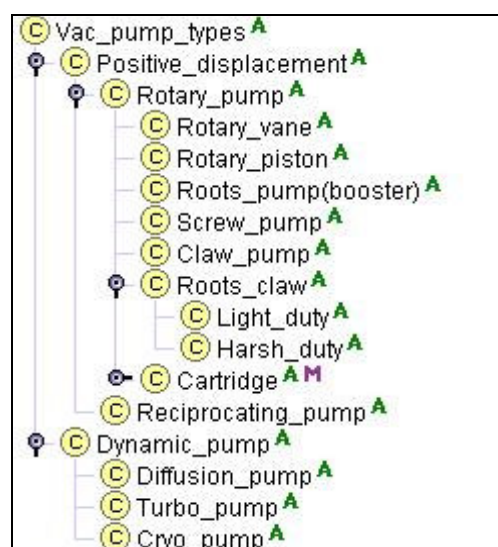 C Vac_pump_types A
C Positive_displacement A
C Rotary_pump A
C Rotary_vane A
C Rotary_piston A
C Roots_pump(booster) A
C Screw_pump A
C Claw_pump A
C Roots_claw A
C Light_duty A
C Harsh_duty A
C Cartridge A M
C Reciprocating_pump A
C Dynamic_pump A
C Diffusion_pump A
C Turbo_pump A
C Cryo_pump A